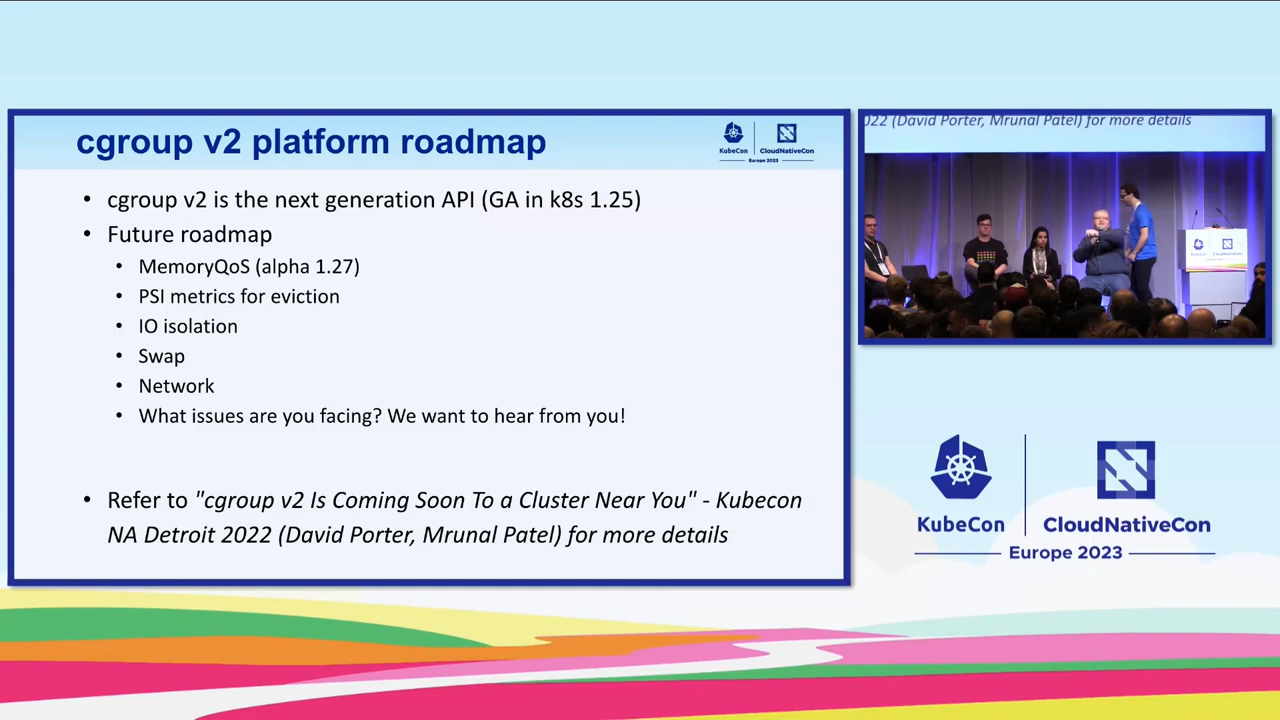 cgroup v2 platform roadmap
KubeCon
CloudNativeCon
Europe 2023
• cgroup v2 is the next generation API (GA in k8s 1.25)
• Future roadmap
• MemoryQoS (alpha 1.27)
• PSI metrics for eviction
• IO isolation
• Swap
• Network
• What issues are you facing? We want to hear from you!
• Refer to "cgroup v2 Is Coming Soon To a Cluster Near You" - Kubecon
NA Detroit 2022 (David Porter, Mrunal Patel) for more details
022 (David Porter, Mrunal Patel) for more details
KubeCon
CloudNativeCon
Europe 2023